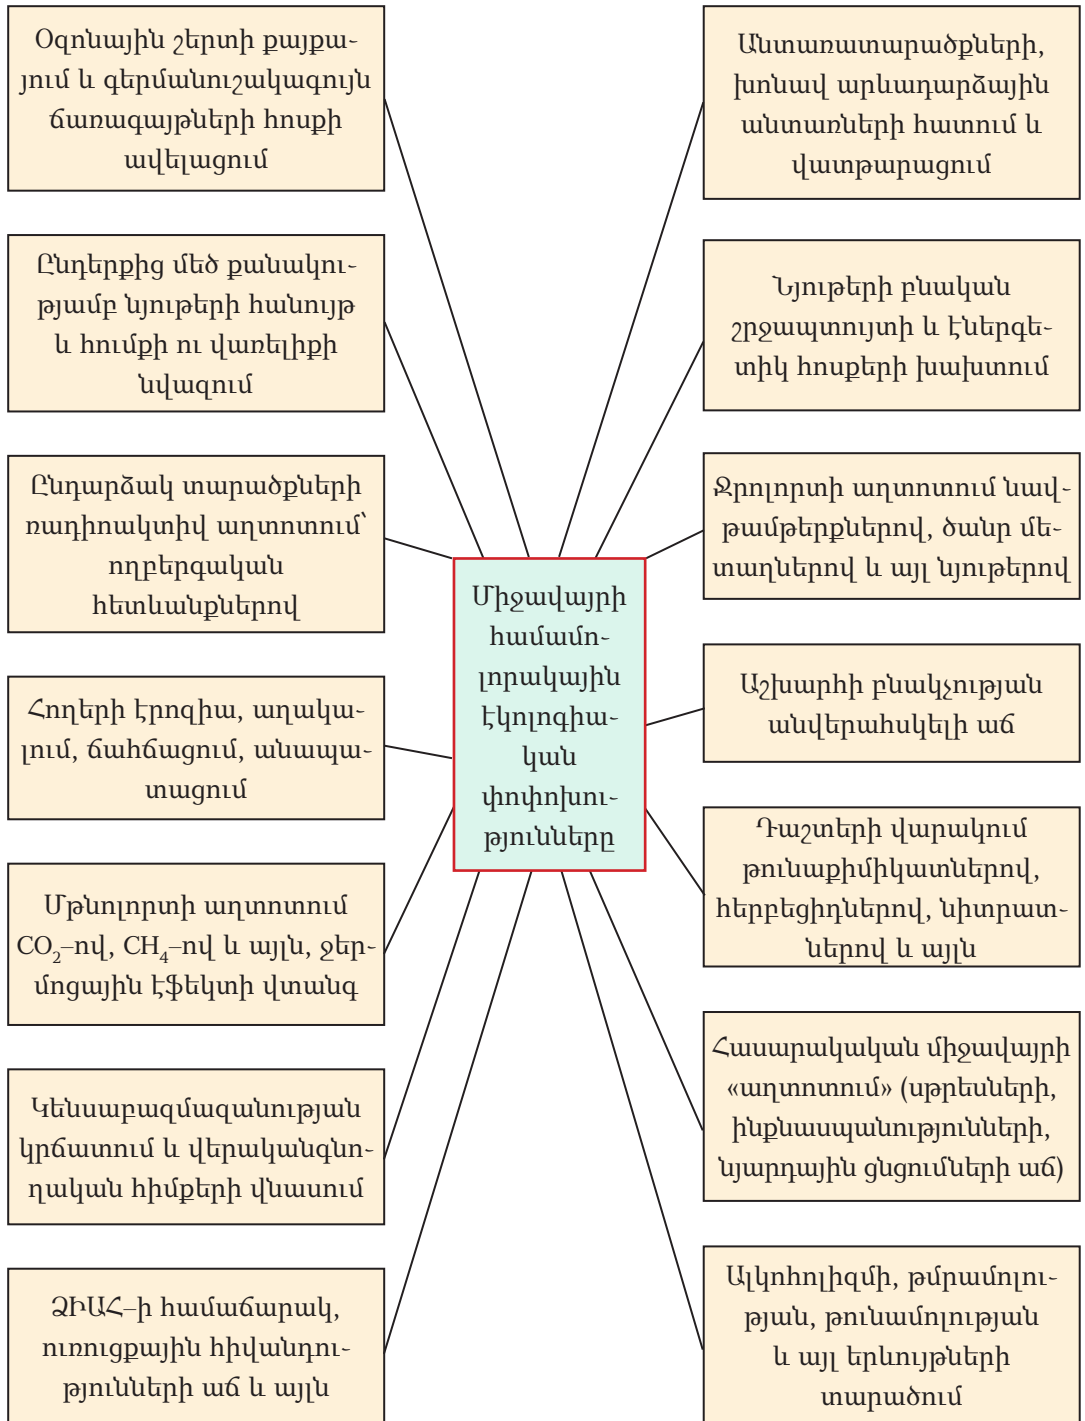 Օզոնային շերտի քայքա-
յում և գերմանուշակագույն
ճառագայթների հոսքի
ավելացում
Ընդերքից մեծ քանակու-
թյամբ նյութերի հանույթ
և հումքի ու վառելիքի
նվազում
Ընդարձակ տարածքների
ռադիոակտիվ աղտոտում՝
ողբերգական
հետևանքներով
Հողերի էրոզիա, աղակա-
լում, ճահճացում, անապա-
տացում
Մթնոլորտի աղտոտում
CO₂–ով, CH₄–ով և այլն, ջեր-
մոցային էֆեկտի վտանգ
Կենսաբազմազանության
կրճատում և վերականգնո-
ղական հիմքերի վնասում
ՁԻԱՀ–ի համաճարակ,
ուռուցքային հիվանդու-
թյունների աճ և այլն
Միջավայրի
համամո-
լորակային
էկոլոգիա-
կան
փոփոխու-
թյունները
Անտառատարածքների,
խոնավ արևադարձային
անտառների հատում և
վատթարացում
Նյութերի բնական
շրջապտույտի և էներգե-
տիկ հոսքերի խախտում
Ջրոլորտի աղտոտում նավ-
թամթերքներով, ծանր մե-
տաղներով և այլ նյութերով
Աշխարհի բնակչության
անվերահսկելի աճ
Դաշտերի վարակում
թունաքիմիկատներով,
հերբեցիդներով, նիտրատ-
ներով և այլն
Հասարակական միջավայրի
«աղտոտում» (սթրեսների,
ինքնասպանությունների,
նյարդային ցնցումների աճ)
Ալկոհոլիզմի, թմրամոլու-
թյան, թունամոլության
և այլ երևույթների
տարածում